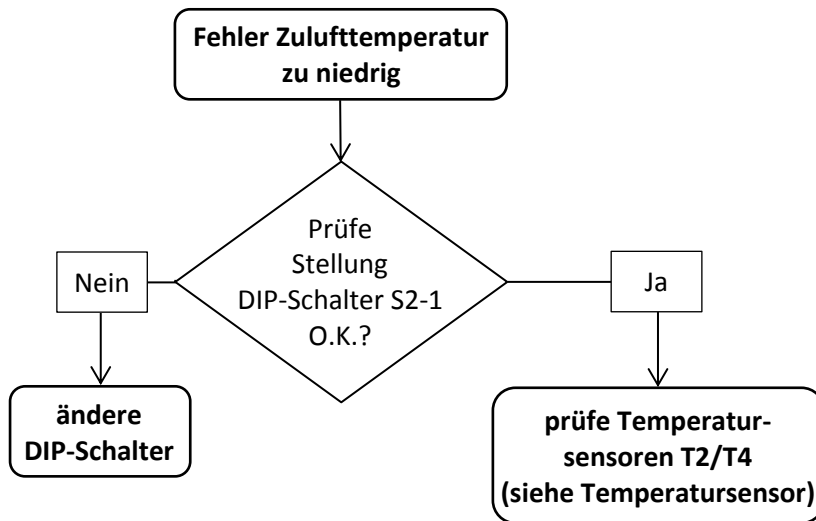 Fehler Zulufttemperatur
zu niedrig
Prüfe
Stellung
DIP-Schalter S2-1
O.K.?
Nein
Ja
ändere
DIP-Schalter
prüfe Temperatur-
sensoren T2/T4
(siehe Temperatursensor)